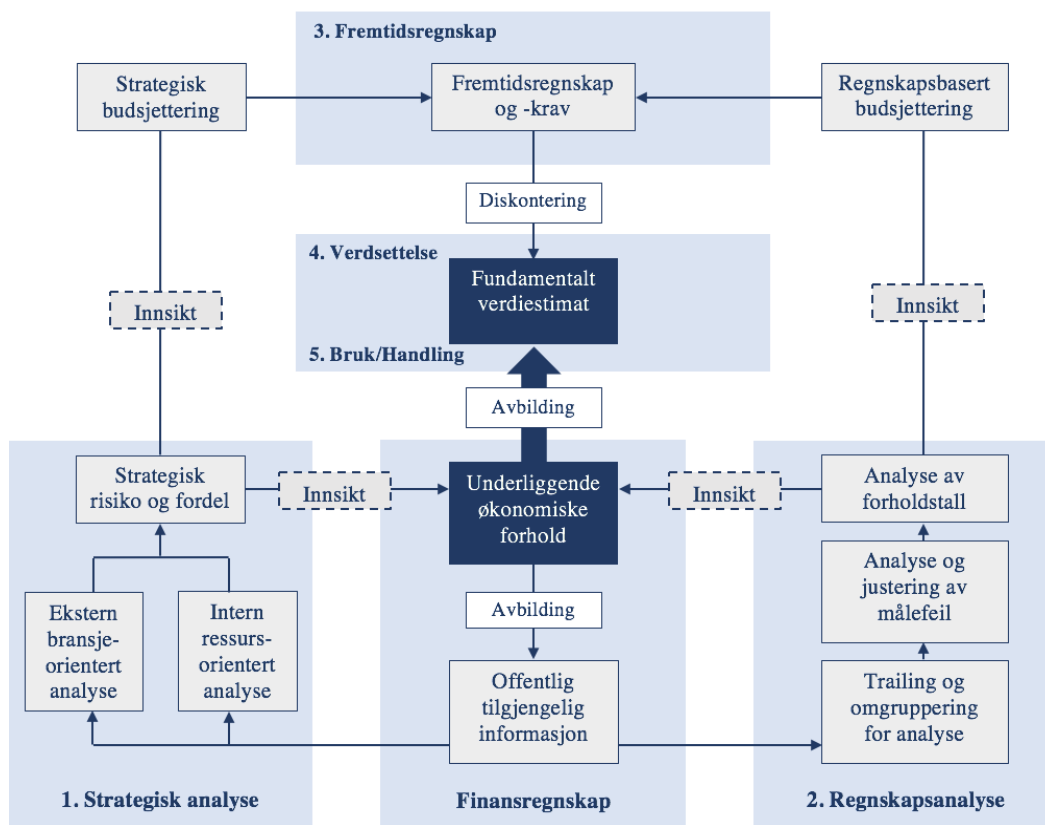 3. Fremtidsregnskap
Strategisk
budsjettering
Fremtidsregnskap
og -krav
Regnskapsbasert
budsjettering
Diskontering
4. Verdsettelse
Fundamentalt
verdiestimat
Innsikt
Innsikt
5. Bruk/Handling
Avbilding
Strategisk
risiko og fordel
Innsikt
Underliggende
økonomiske
forhold
Innsikt
Analyse av
forholdstall
Analyse og
justering av
målefeil
Avbilding
Ekstern
bransje-
orientert
analyse
Intern
ressurs-
orientert
analyse
Offentlig
tilgjengelig
informasjon
Trailing og
omgruppering
for analyse
1. Strategisk analyse
Finansregnskap
2. Regnskapsanalyse